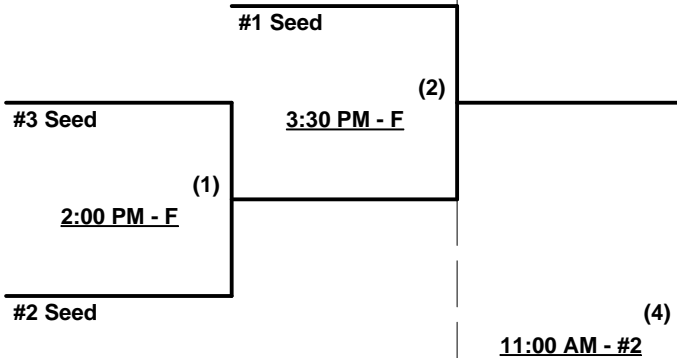 #1 Seed
(2)
#3 Seed
3:30 PM - F
(1)
2:00 PM - F
#2 Seed
(4)
11:00 AM - #2